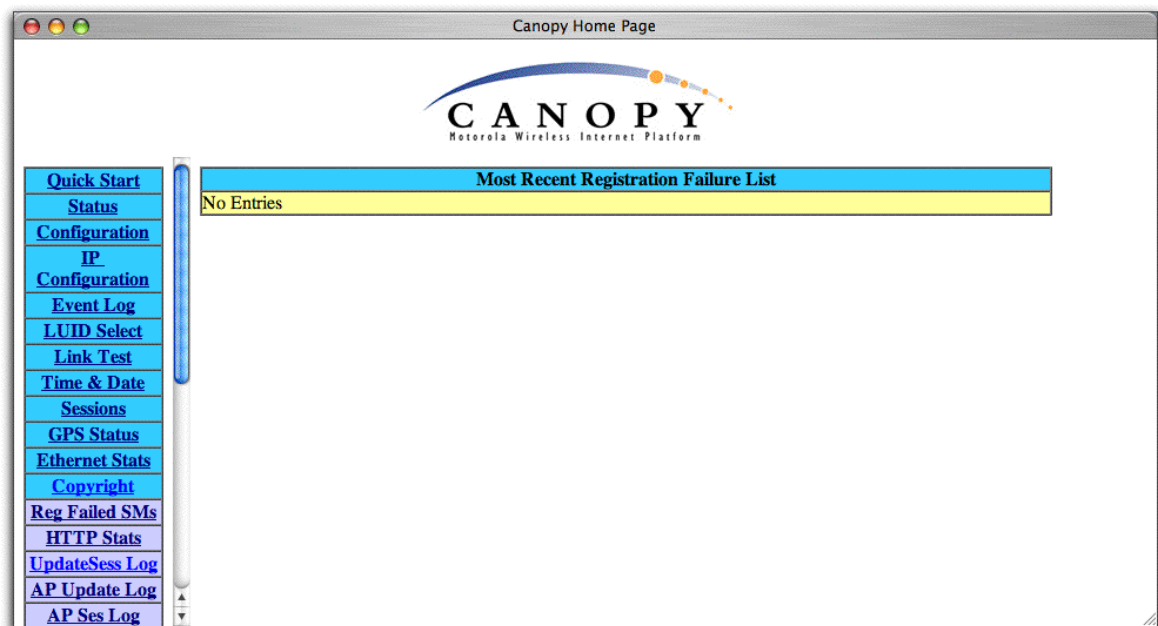 Canopy Home Page
CANOPY
Motorola Wireless Internet Platform
Quick Start
Status
Configuration
IP
Configuration
Event Log
LUID Select
Link Test
Time & Date
Sessions
GPS Status
Ethernet Stats
Copyright
Reg Failed SMs
HTTP Stats
UpdateSess Log
AP Update Log
AP Ses Log
Most Recent Registration Failure List
No Entries